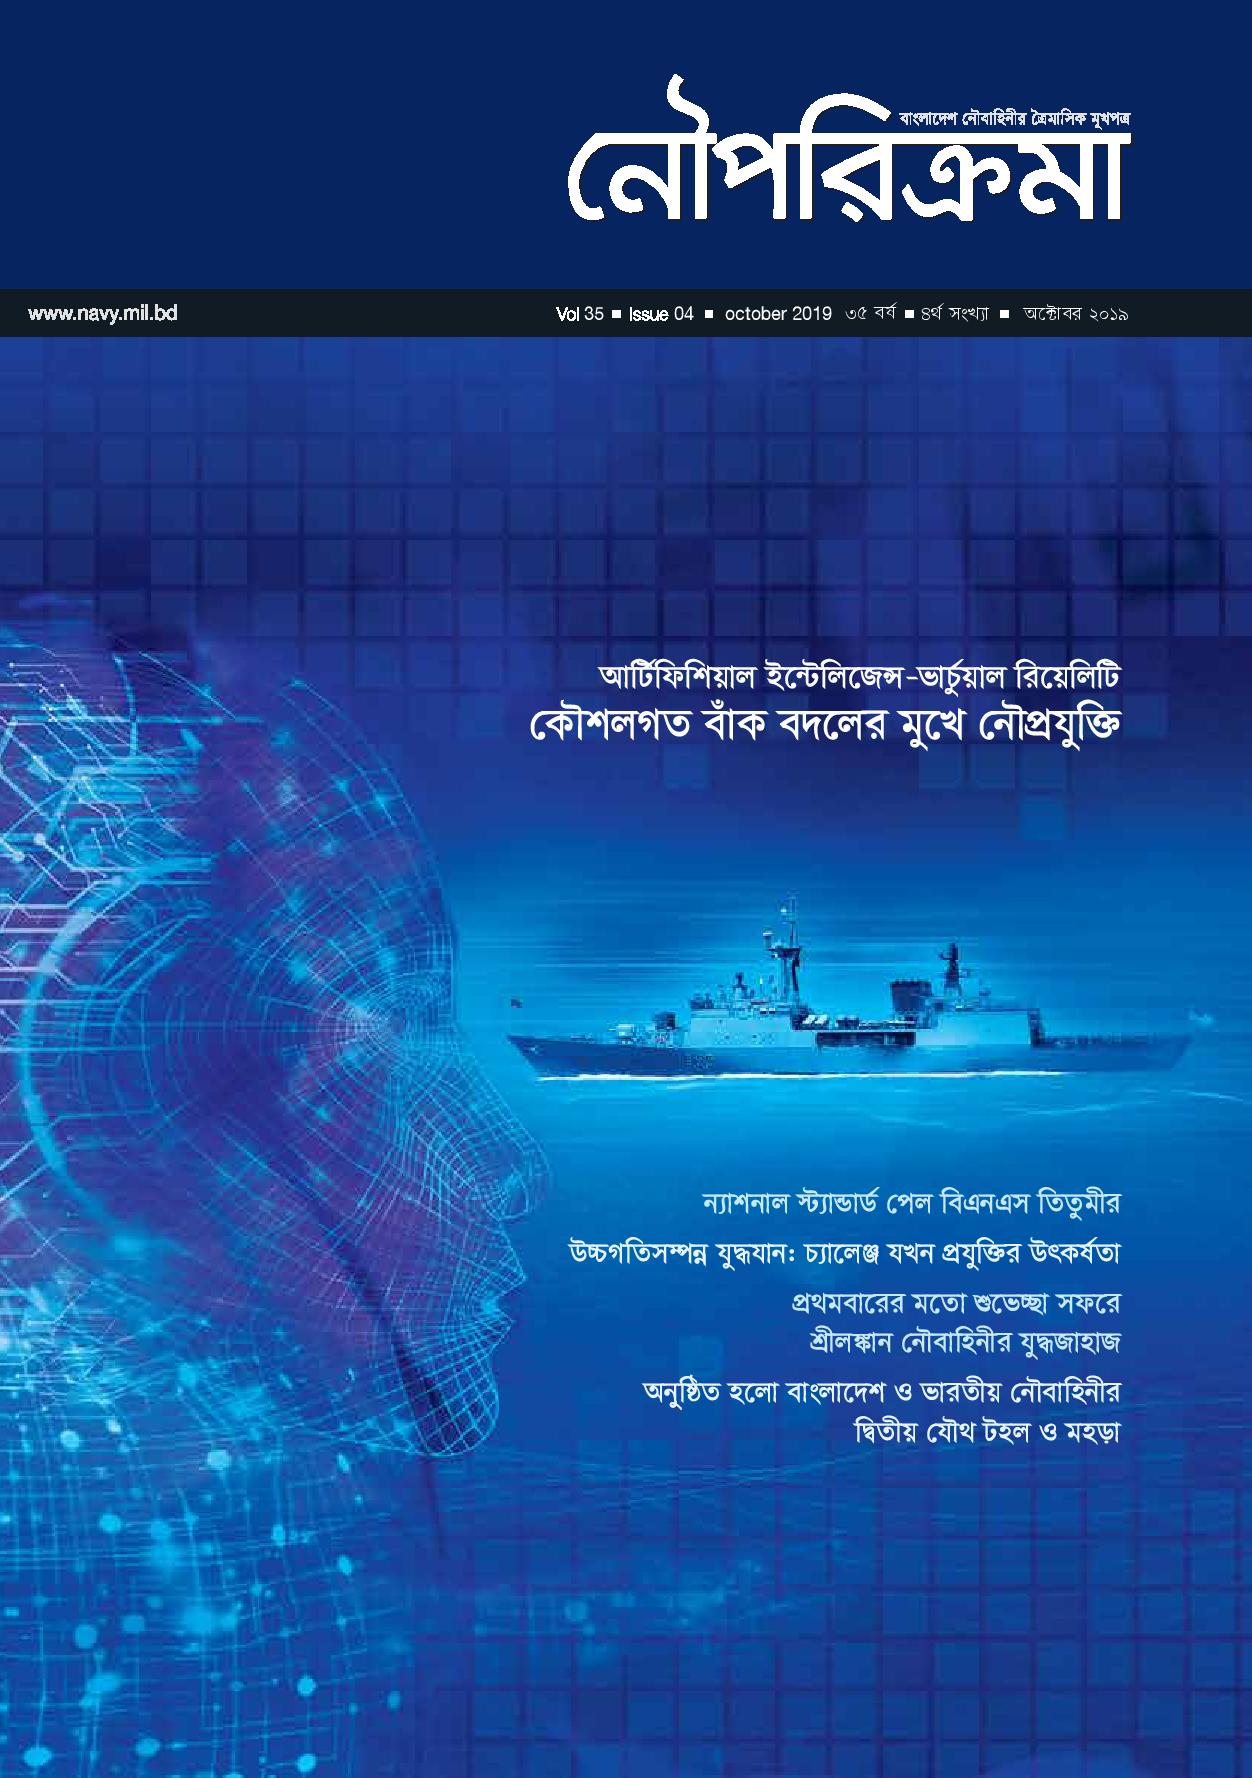 বাংলাদেশ নৌবাহিনীর ত্রৈমাসিক মুখপত্র
নৌপরিক্রমা
www.navy.mil.bd
Vol 35 ■ Issue 04 ■ october 2019 ৩৫ বর্ষ ■ ৪র্থ সংখ্যা ■ অক্টোবর ২০১৯
আর্টিফিশিয়াল ইন্টেলিজেন্স-ভার্চুয়াল রিয়েলিটি
কৌশলগত বাঁক বদলের মুখে নৌপ্রযুক্তি
ন্যাশনাল স্ট্যান্ডার্ড পেল বিএনএস তিতুমীর
উচ্চগতিসম্পন্ন যুদ্ধযান: চ্যালেঞ্জ যখন প্রযুক্তির উৎকর্ষতা
প্রথমবারের মতো শুভেচ্ছা সফরে
শ্রীলঙ্কান নৌবাহিনীর যুদ্ধজাহাজ
অনুষ্ঠিত হলো বাংলাদেশ ও ভারতীয় নৌবাহিনীর
দ্বিতীয় যৌথ টহল ও মহড়া